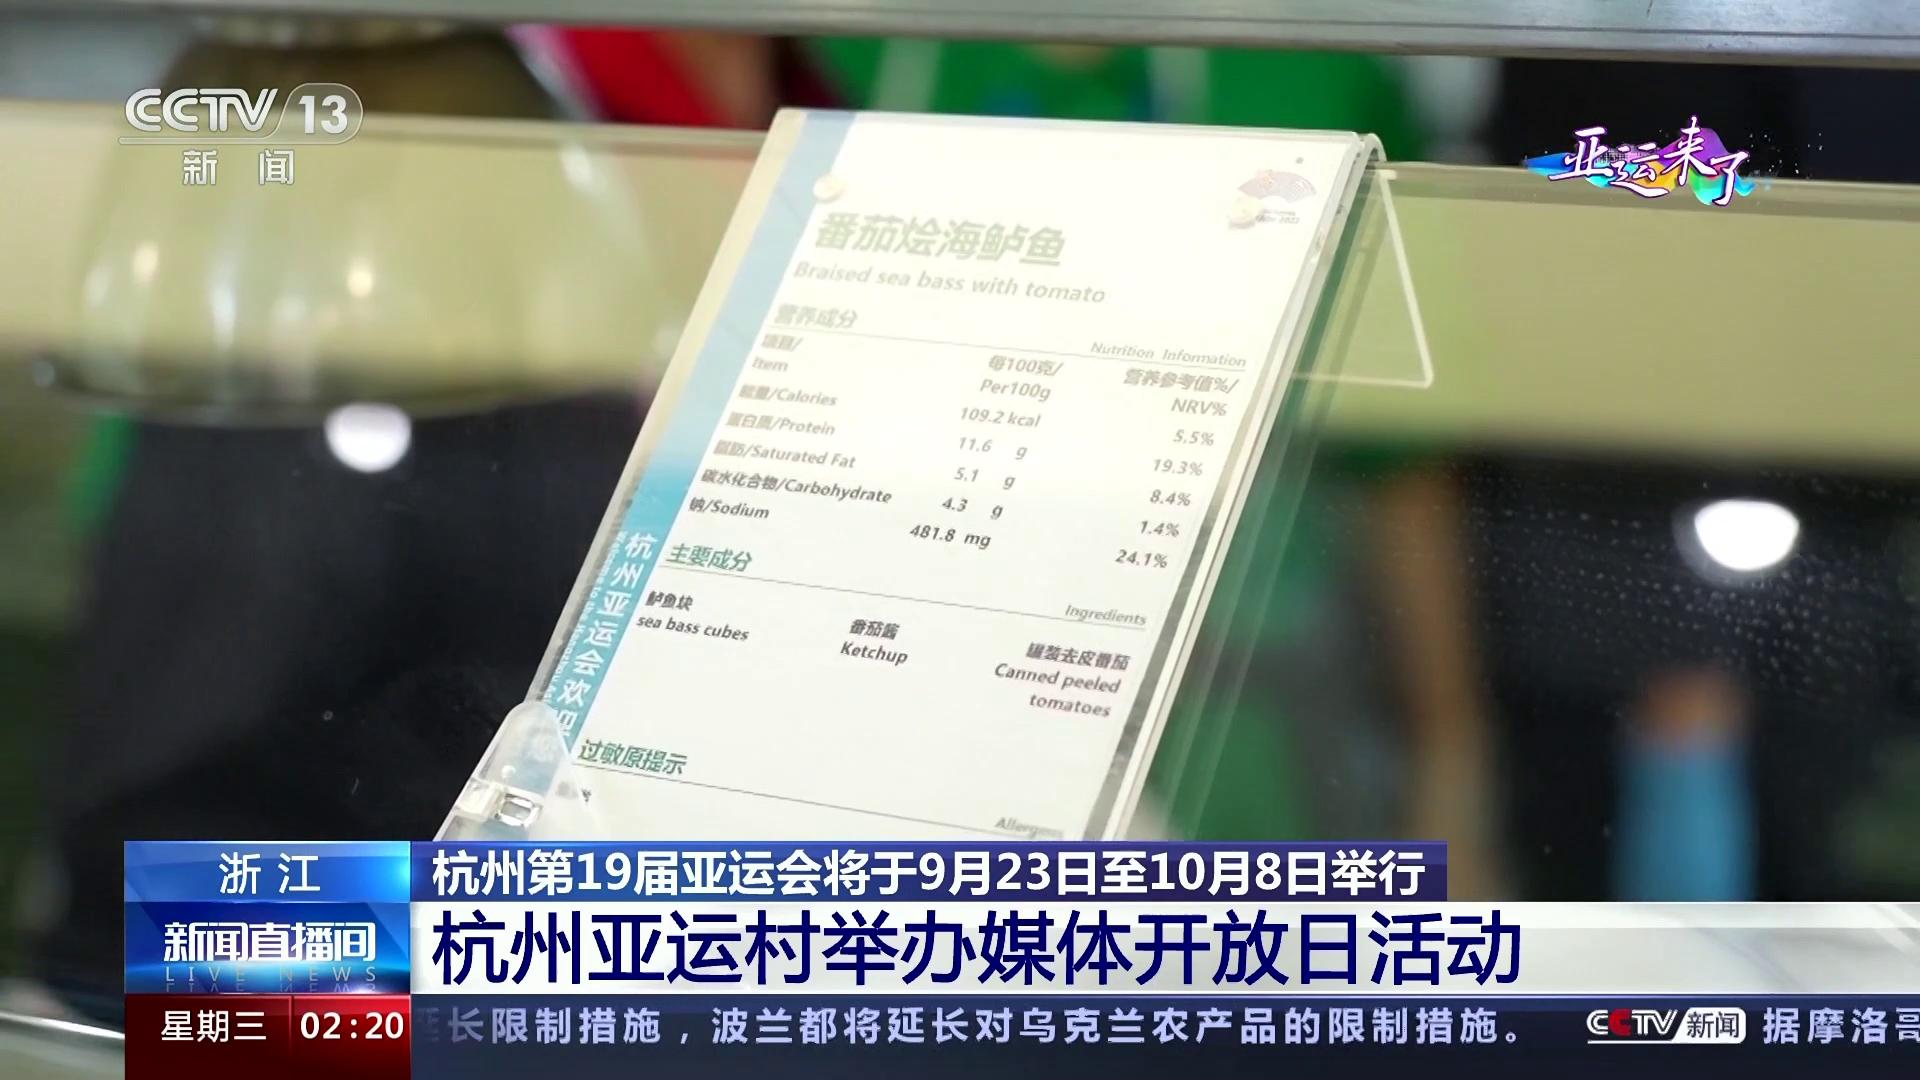 CCTV 13
新闻
亚运来了
番茄烩海鲈鱼
Braised sea bass with tomato
营养成分
Nutrition Information
项目/
Item
每100克/
Per100g
营养参考值%/
NRV%
能量/Calories
109.2 kcal
5.5%
蛋白质/Protein
11.6 g
19.3%
脂肪/Saturated Fat
5.1 g
8.4%
碳水化合物/Carbohydrate
4.3 g
1.4%
钠/Sodium
481.8 mg
24.1%
主要成分
Ingredients
鲈鱼块
sea bass cubes
番茄酱
Ketchup
罐装去皮番茄
Canned peeled
tomatoes
过敏原提示
Allergens
杭州亚运会欢迎
浙江
杭州第19届亚运会将于9月23日至10月8日举行
新闻直播间
LIVE NEWS
杭州亚运村举办媒体开放日活动
星期三
02:20
长限制措施，波兰都将延长对乌克兰农产品的限制措施。
CCTV新闻
据摩洛哥